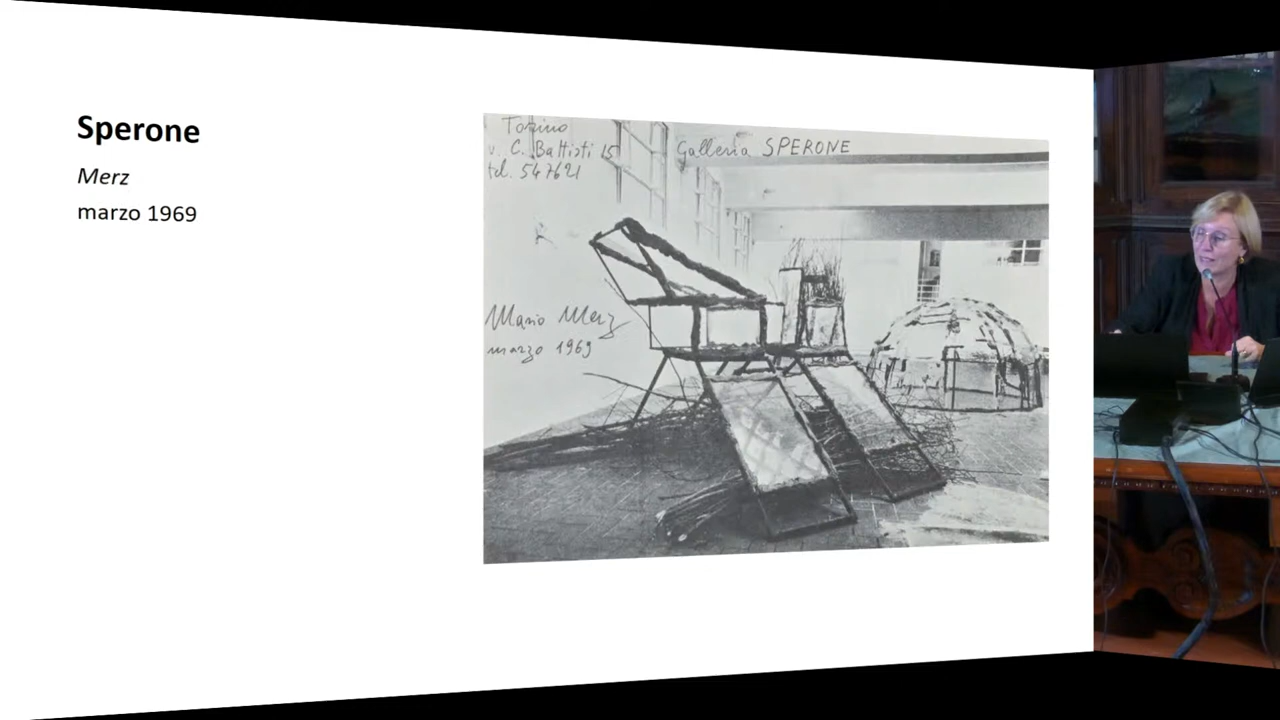 Sperone
Merz
marzo 1969
Torino
v. C. Battisti 15
tel. 547621
Galleria SPERONE
Mario Merz
marzo 1969